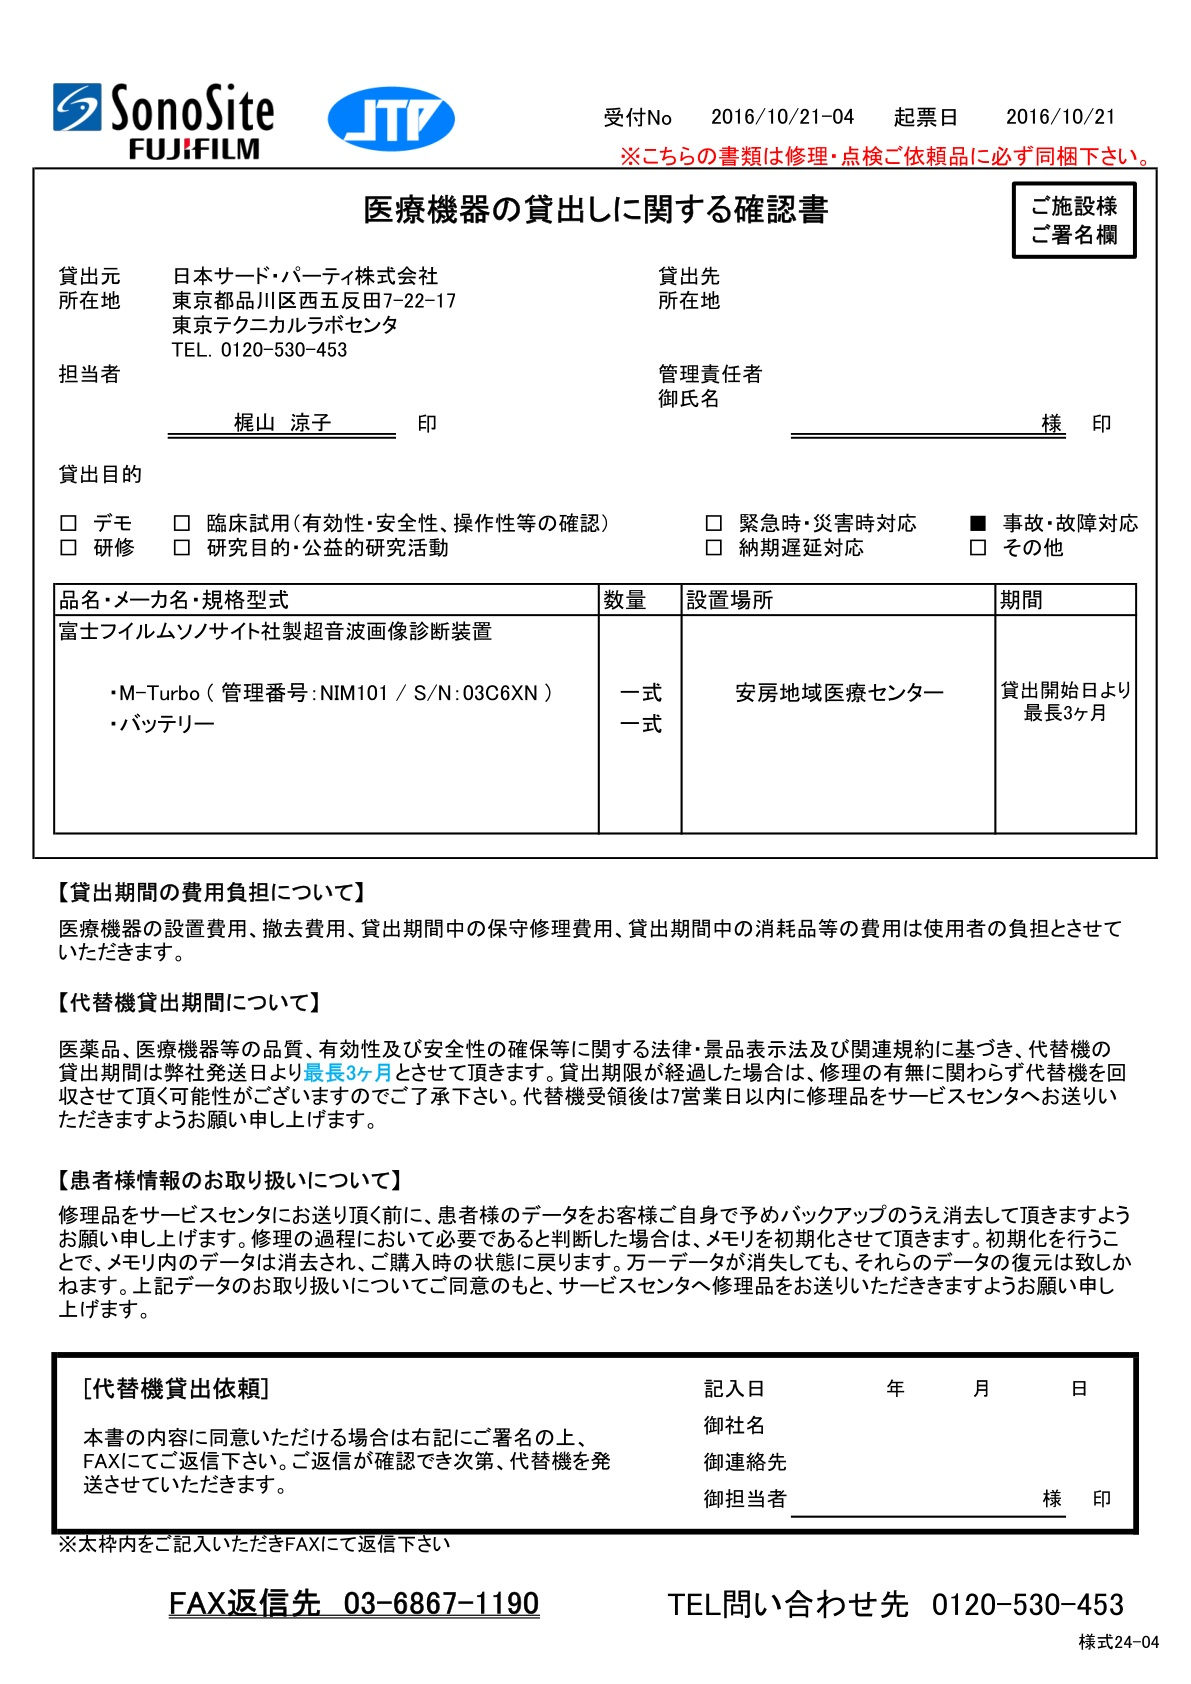 SonoSite
FUJIFILM
JTP
受付No 2016/10/21-04 起票日 2016/10/21
※こちらの書類は修理・点検ご依頼品に必ず同梱下さい。
医療機器の貸出しに関する確認書
ご施設様
ご署名欄
貸出元 日本サード・パーティ株式会社 貸出先
所在地 東京都品川区西五反田7-22-17 所在地
東京テクニカルラボセンタ
TEL. 0120-530-453
担当者 管理責任者
御氏名
梶山 涼子 印 様 印
貸出目的
□ デモ □ 臨床試用(有効性・安全性、操作性等の確認) □ 緊急時・災害時対応 ■ 事故・故障対応
□ 研修 □ 研究目的・公益的研究活動 □ 納期遅延対応 □ その他
品名・メーカ名・規格型式 数量 設置場所 期間
富士フイルムソノサイト社製超音波画像診断装置
・M-Turbo ( 管理番号:NIM101 / S/N:03C6XN ) 一式 安房地域医療センター 貸出開始日より
・バッテリー 一式 最長3ヶ月
【貸出期間の費用負担について】
医療機器の設置費用、撤去費用、貸出期間中の保守修理費用、貸出期間中の消耗品等の費用は使用者の負担とさせて
いただきます。
【代替機貸出期間について】
医薬品、医療機器等の品質、有効性及び安全性の確保等に関する法律・景品表示法及び関連規約に基づき、代替機の
貸出期間は弊社発送日より最長3ヶ月とさせて頂きます。貸出期限が経過した場合は、修理の有無に関わらず代替機を回
収させて頂く可能性がございますのでご了承下さい。代替機受領後は7営業日以内に修理品をサービスセンタへお送りい
ただきますようお願い申し上げます。
【患者様情報のお取り扱いについて】
修理品をサービスセンタにお送り頂く前に、患者様のデータをお客様ご自身で予めバックアップのうえ消去して頂きますよう
お願い申し上げます。修理の過程において必要であると判断した場合は、メモリを初期化させて頂きます。初期化を行うこ
とで、メモリ内のデータは消去され、ご購入時の状態に戻ります。万一データが消失しても、それらのデータの復元は致しか
ねます。上記データのお取り扱いについてご同意のもと、サービスセンタへ修理品をお送りいただききますようお願い申し
上げます。
[代替機貸出依頼] 記入日 年 月 日
御社名
本書の内容に同意いただける場合は右記にご署名の上、
FAXにてご返信下さい。ご返信が確認でき次第、代替機を発 御連絡先
送させていただきます。
御担当者 様 印
※太枠内をご記入いただきFAXにて返信下さい
FAX返信先 03-6867-1190 TEL問い合わせ先 0120-530-453
様式24-04